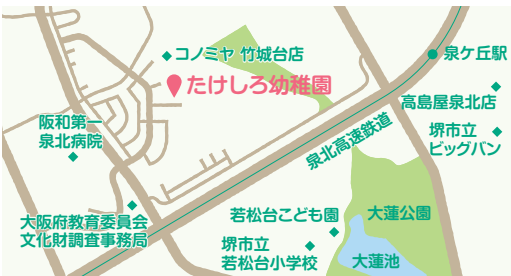 コノミヤ 竹城台店
たけしろ幼稚園
泉ケ丘駅
高島屋泉北店
堺市立
ビッグバン
阪和第一
泉北病院
泉北高速鉄道
大阪府教育委員会
文化財調査事務局
若松台こども園
堺市立
若松台小学校
大蓮公園
大蓮池